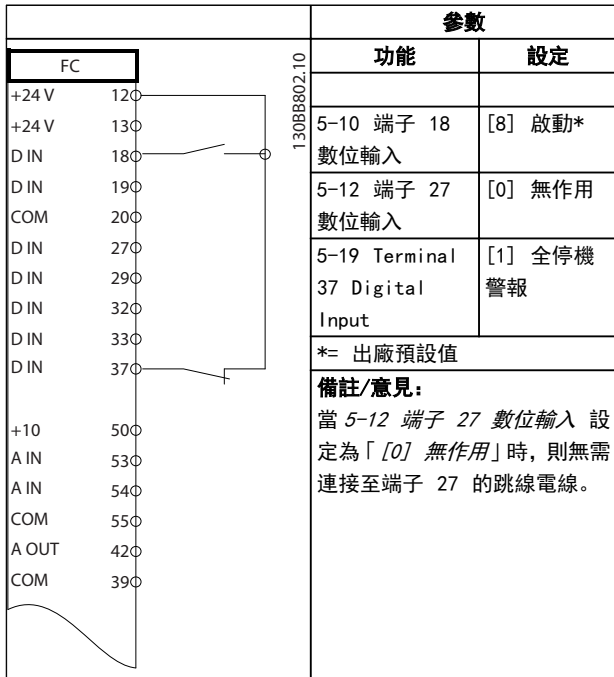 FC
+24 V 12
+24 V 13
D IN 18
D IN 19
COM 20
D IN 27
D IN 29
D IN 32
D IN 33
D IN 37
+10 50
A IN 53
A IN 54
COM 55
A OUT 42
COM 39
130BB802.10
參數
功能 設定
5-10 端子 18 [8] 啟動*
數位輸入
5-12 端子 27 [0] 無作用
數位輸入
5-19 Terminal [1] 全停機
37 Digital 警報
Input
*= 出廠預設值
備註/意見:
當 5-12 端子 27 數位輸入 設
定為「[0] 無作用」時, 則無需
連接至端子 27 的跳線電線。